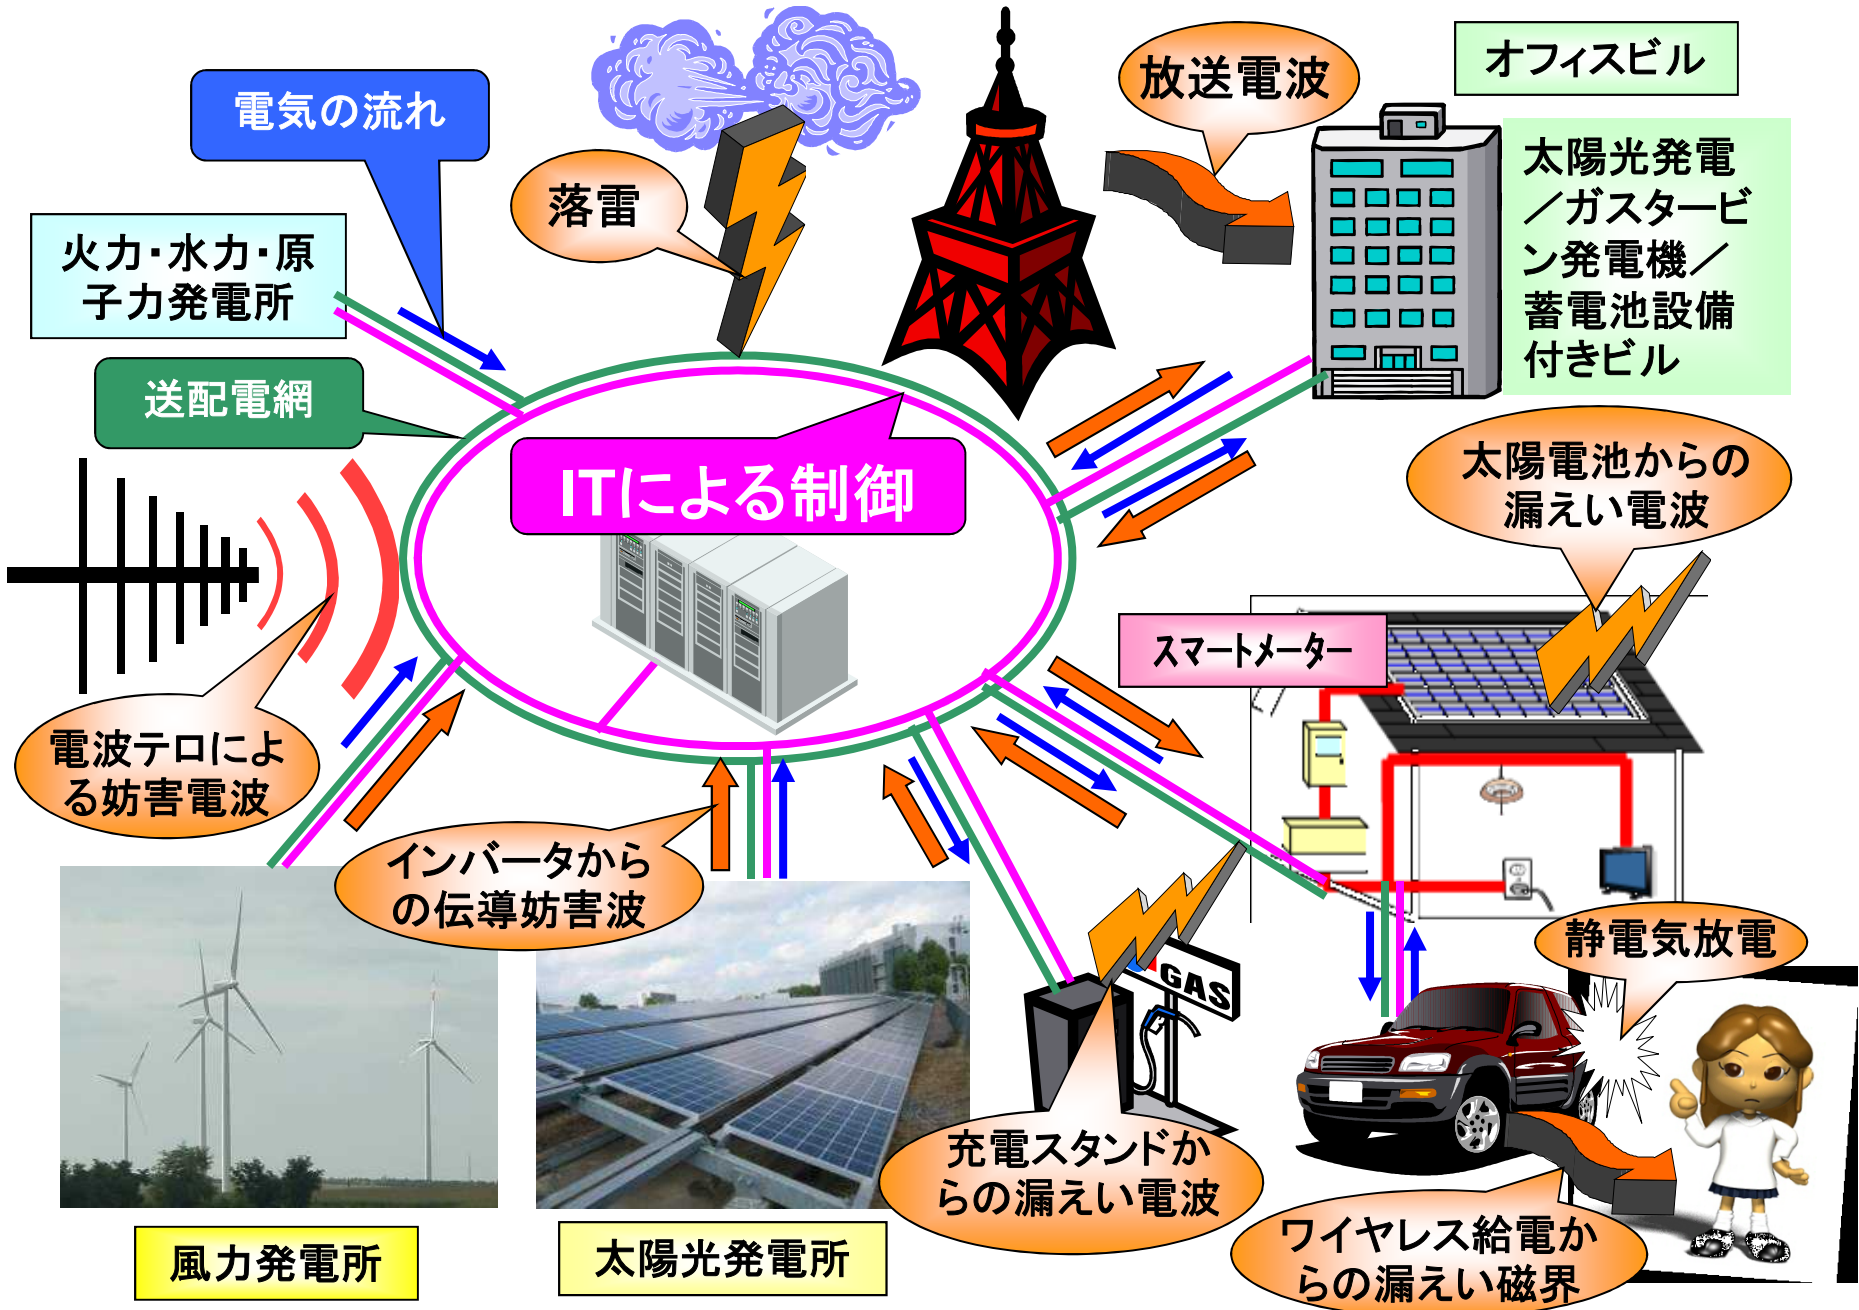 電気の流れ
火力・水力・原
子力発電所
送配電網
落雷
放送電波
オフィスビル
太陽光発電
／ガスタービ
ン発電機／
蓄電池設備
付きビル
ITによる制御
太陽電池からの
漏えい電波
スマートメーター
電波テロによ
る妨害電波
インバータから
の伝導妨害波
静電気放電
GAS
充電スタンドか
らの漏えい電波
ワイヤレス給電か
らの漏えい磁界
風力発電所
太陽光発電所